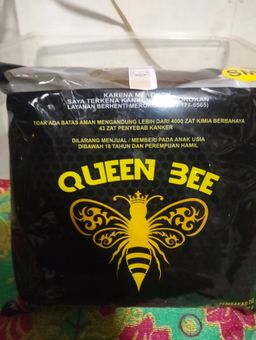 KARENA MEROKOK
SAYA TERKENA KANKER
LAYANAN BERHENTI MEROKOK
TIDAK ADA BATAS AMAN MENGANDUNG LEBIH DARI 4000 ZAT KIMIA BERBAHAYA
43 ZAT PENYEBAB KANKER
DILARANG MENJUAL / MEMBERI PADA ANAK USIA
DIBAWAH 18 TAHUN DAN PEREMPUAN HAMIL
QUEEN BEE